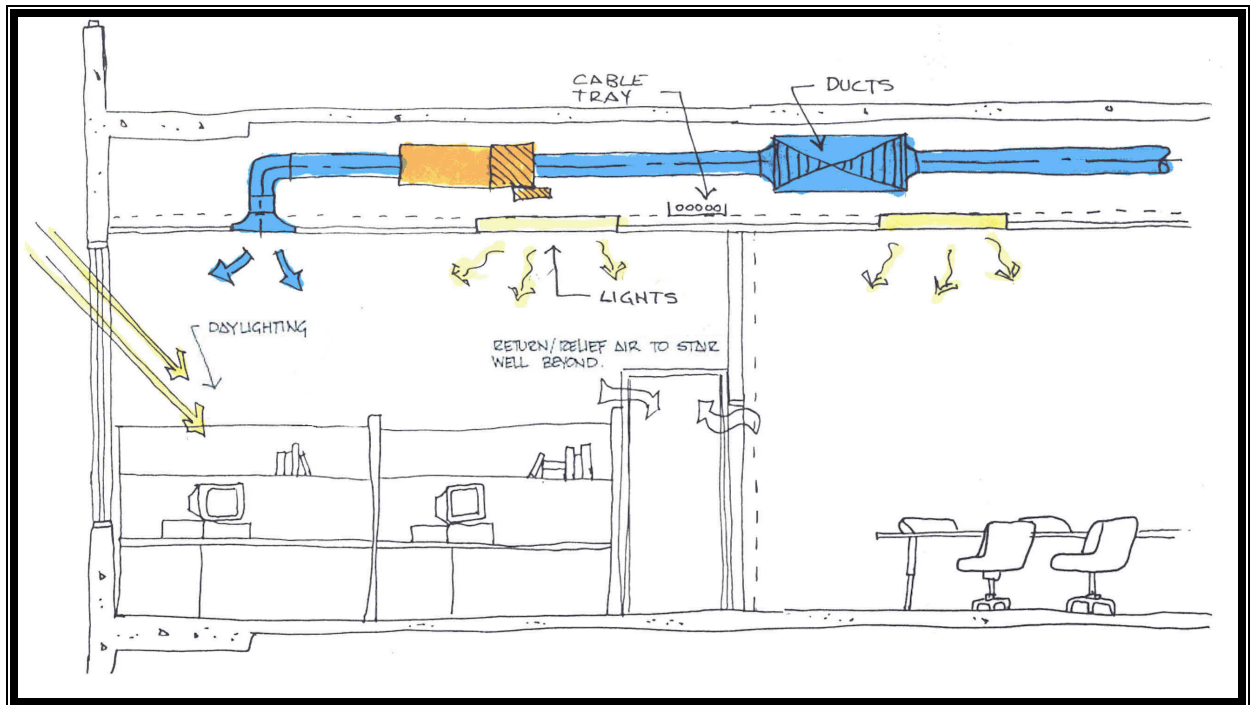 CABLE
TRAY
DUCTS
LIGHTS
DAYLIGHTING
RETURN/RELIEF AIR TO STAIR
WELL BEYOND.